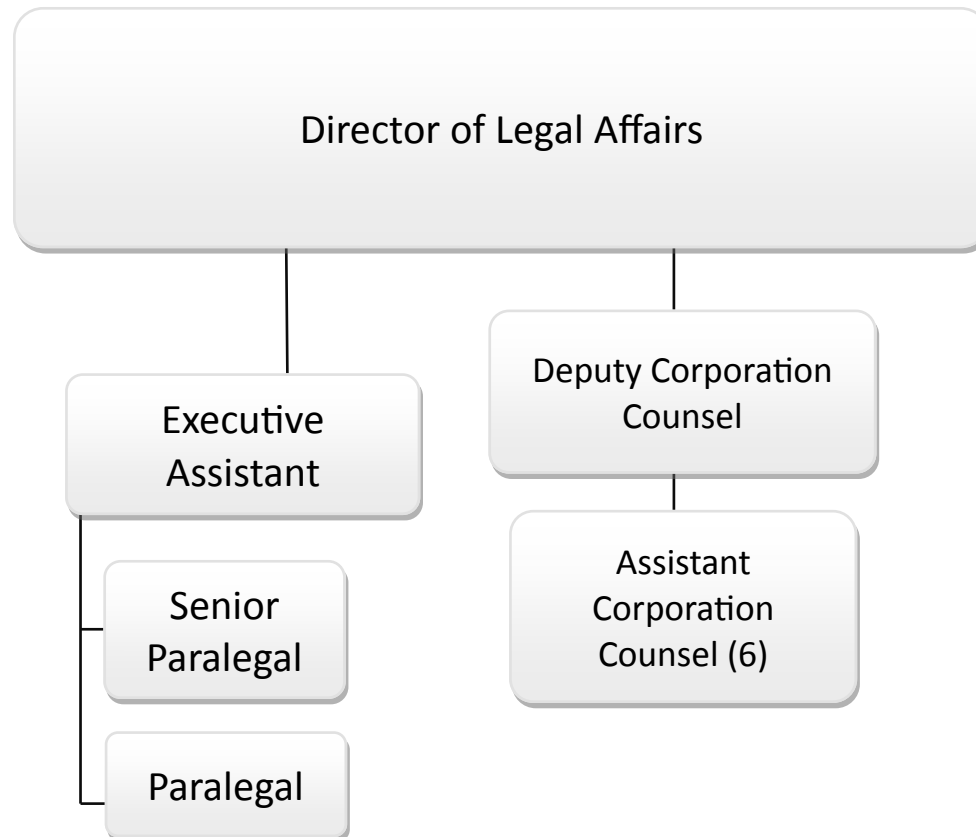 Director of Legal Affairs
Executive
Assistant
Senior
Paralegal
Paralegal
Deputy Corporation
Counsel
Assistant
Corporation
Counsel (6)